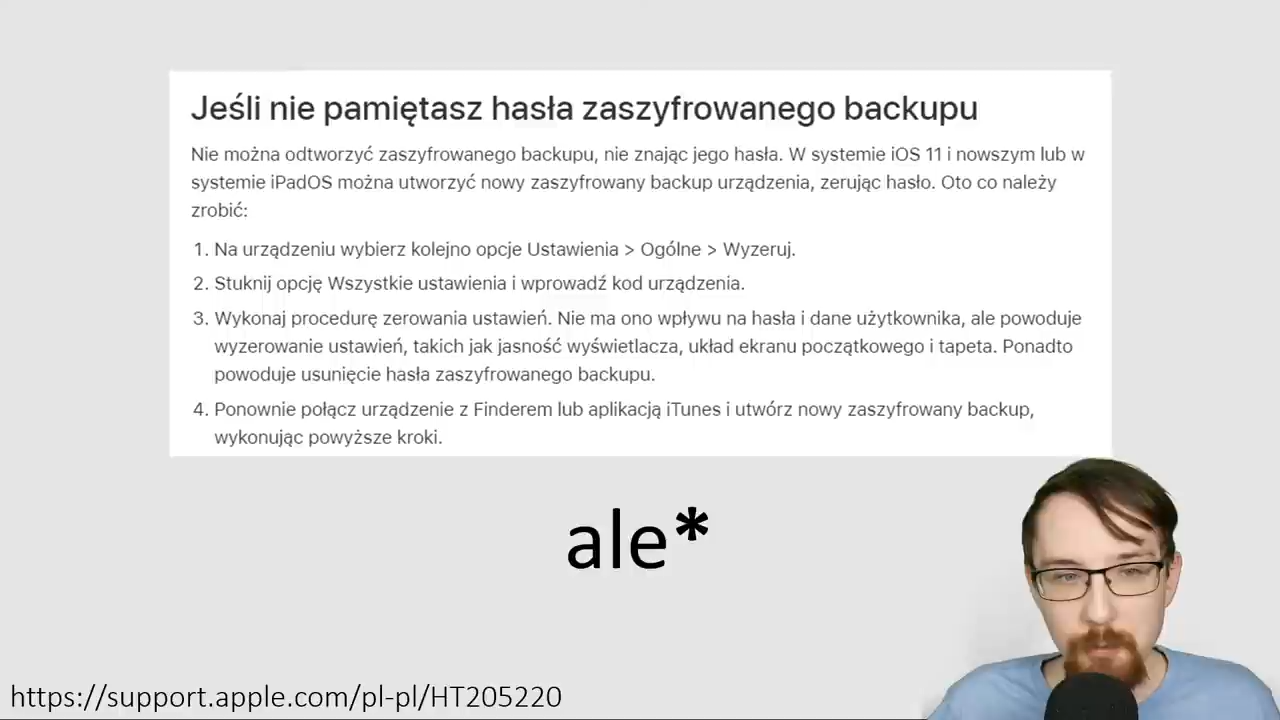 Jeśli nie pamiętasz hasła zaszyfrowanego backupu
Nie można odtworzyć zaszyfrowanego backupu, nie znając jego hasła. W systemie iOS 11 i nowszym lub w
systemie iPadOS można utworzyć nowy zaszyfrowany backup urządzenia, zerując hasło. Oto co należy
zrobić:
1. Na urządzeniu wybierz kolejno opcje Ustawienia > Ogólne > Wyzeruj.
2. Stuknij opcję Wszystkie ustawienia i wprowadź kod urządzenia.
3. Wykonaj procedurę zerowania ustawień. Nie ma ono wpływu na hasła i dane użytkownika, ale powoduje
wyzerowanie ustawień, takich jak jasność wyświetlacza, układ ekranu początkowego i tapeta. Ponadto
powoduje usunięcie hasła zaszyfrowanego backupu.
4. Ponownie połącz urządzenie z Finderem lub aplikacją iTunes i utwórz nowy zaszyfrowany backup,
wykonując powyższe kroki.
ale*
https://support.apple.com/pl-pl/HT205220